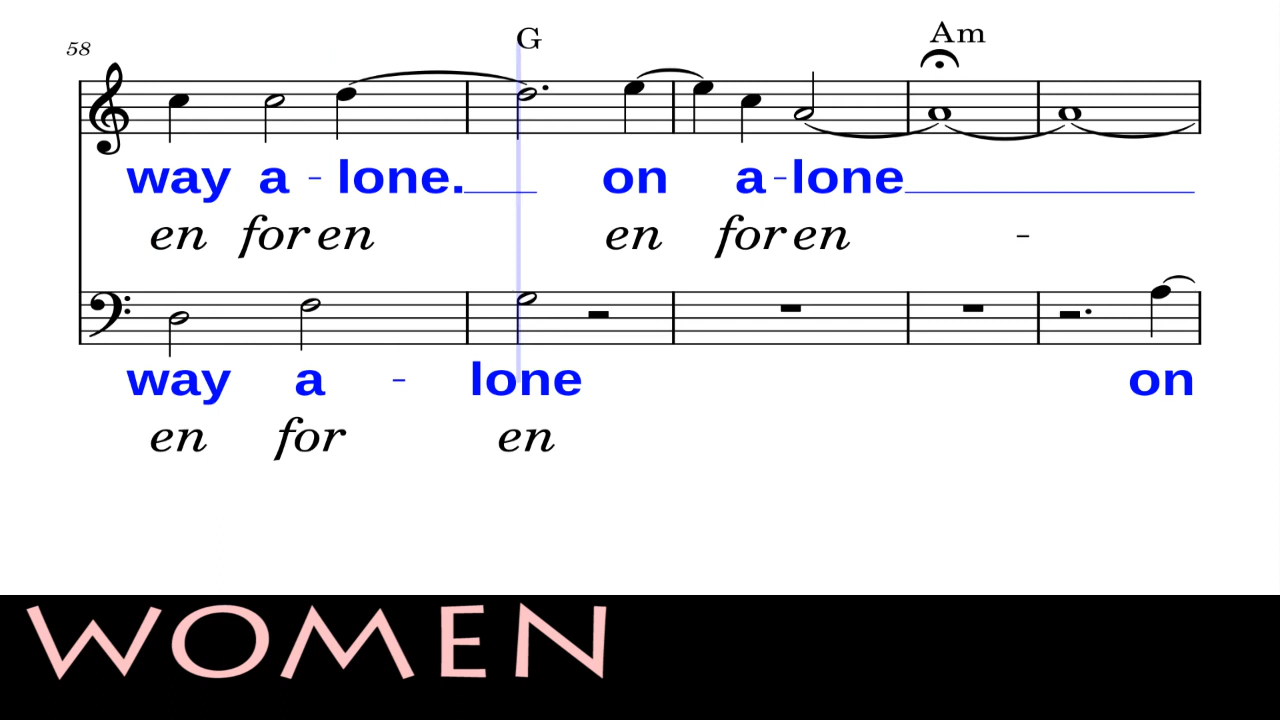 58
G Am
way a - lone. on a - lone
en for en en for en -
way a - lone on
en for en
WOMEN